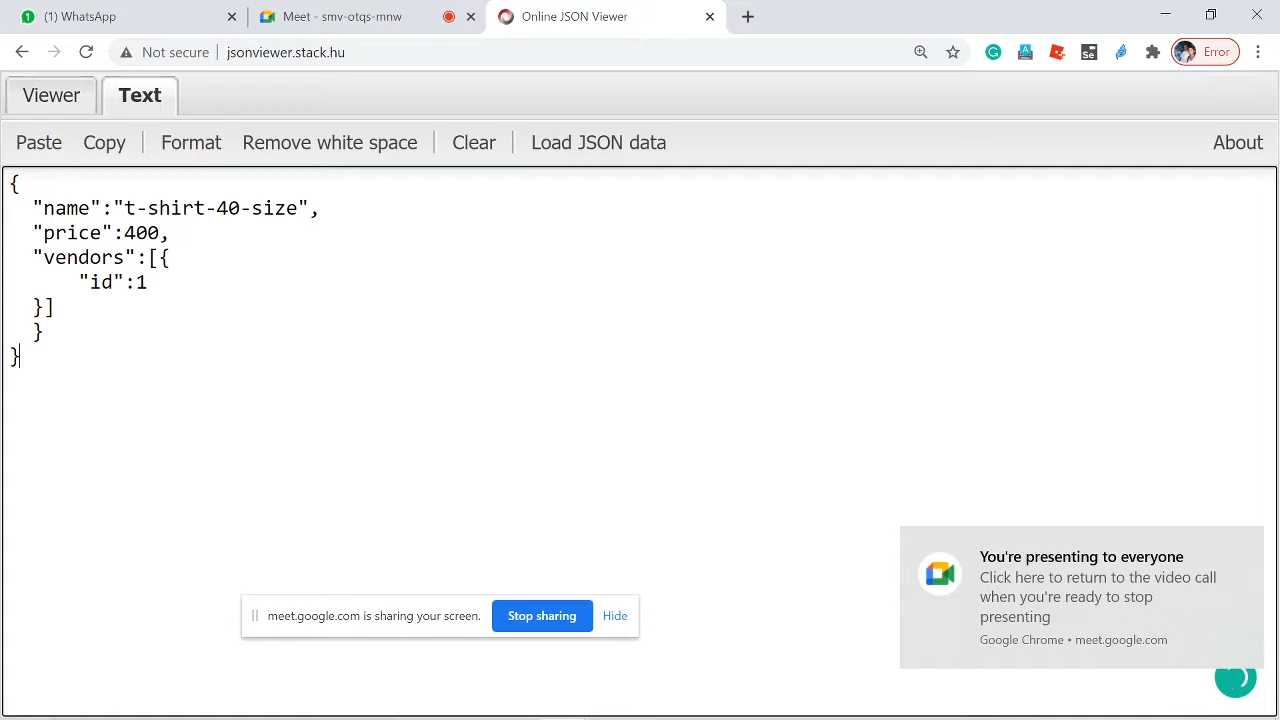 (1) WhatsApp
Meet - smv-otqs-mnw
Online JSON Viewer
Not secure
jsonviewer.stack.hu
Error
Viewer
Text
Paste
Copy
Format
Remove white space
Clear
Load JSON data
About
{
  "name":"t-shirt-40-size",
  "price":400,
  "vendors":[{
      "id":1
  }]
  }
}
You're presenting to everyone
Click here to return to the video call
when you're ready to stop
presenting
Google Chrome • meet.google.com
meet.google.com is sharing your screen.
Stop sharing
Hide